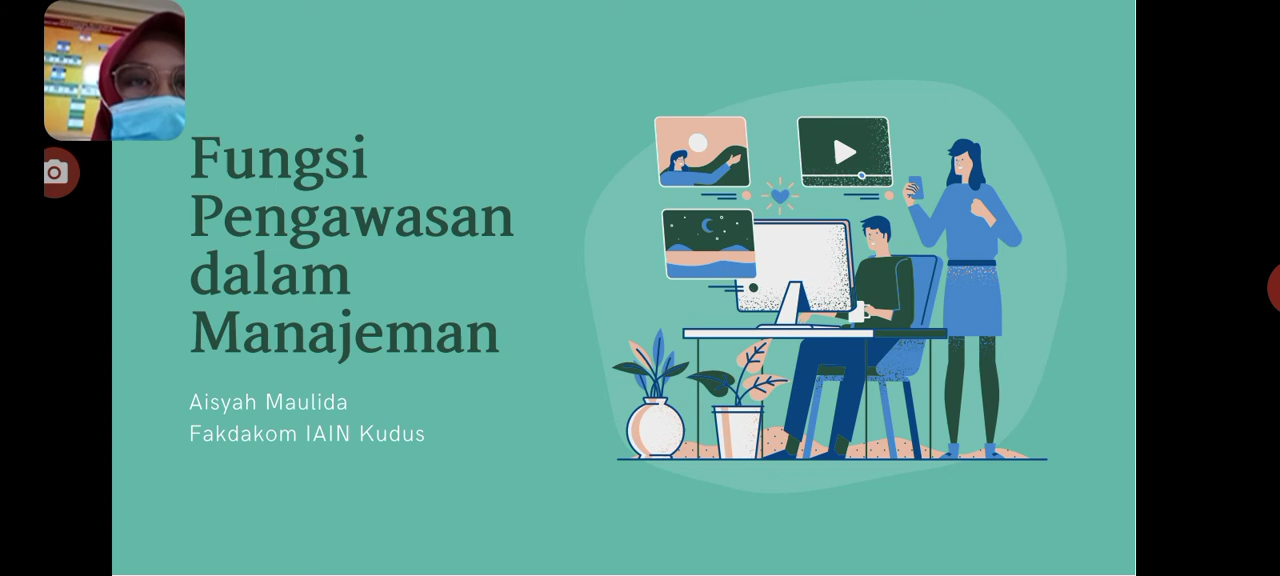 Fungsi
Pengawasan
dalam
Manajeman
Aisyah Maulida
Fakdakom IAIN Kudus